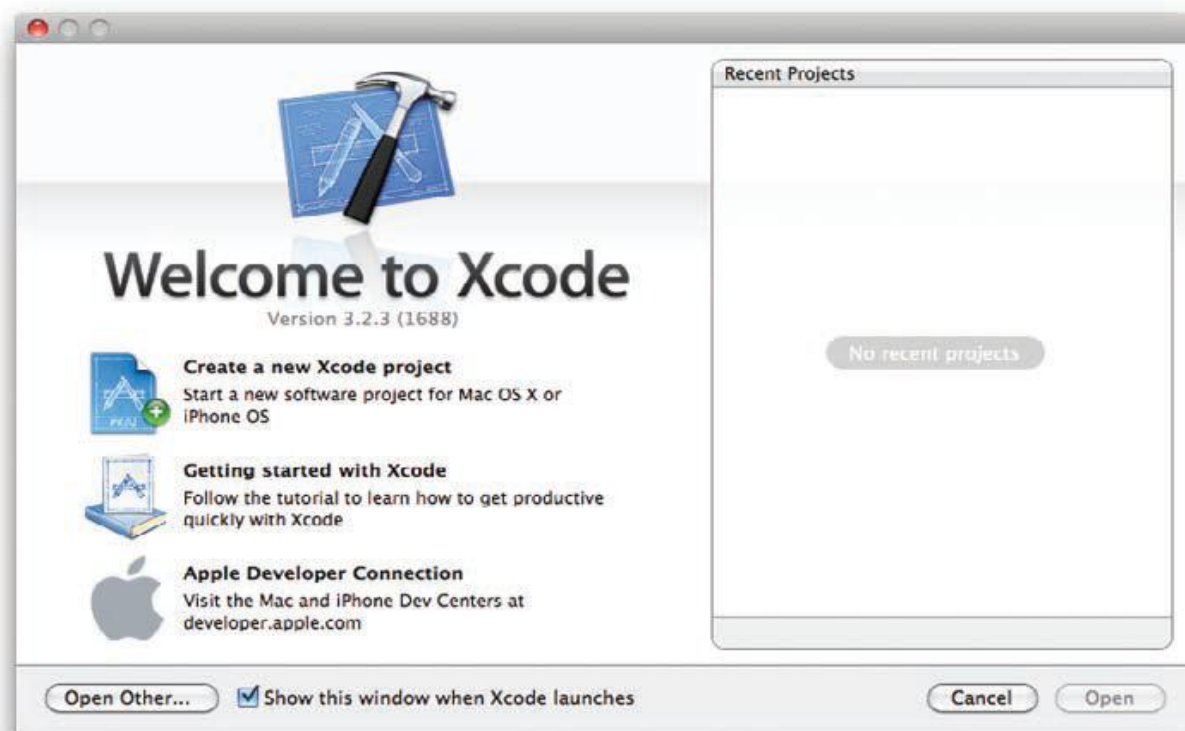 Welcome to Xcode
Version 3.2.3 (1688)
Create a new Xcode project
Start a new software project for Mac OS X or
iPhone OS
Getting started with Xcode
Follow the tutorial to learn how to get productive
quickly with Xcode
Apple Developer Connection
Visit the Mac and iPhone Dev Centers at
developer.apple.com
Recent Projects
No recent projects
Open Other...
Show this window when Xcode launches
Cancel
Open